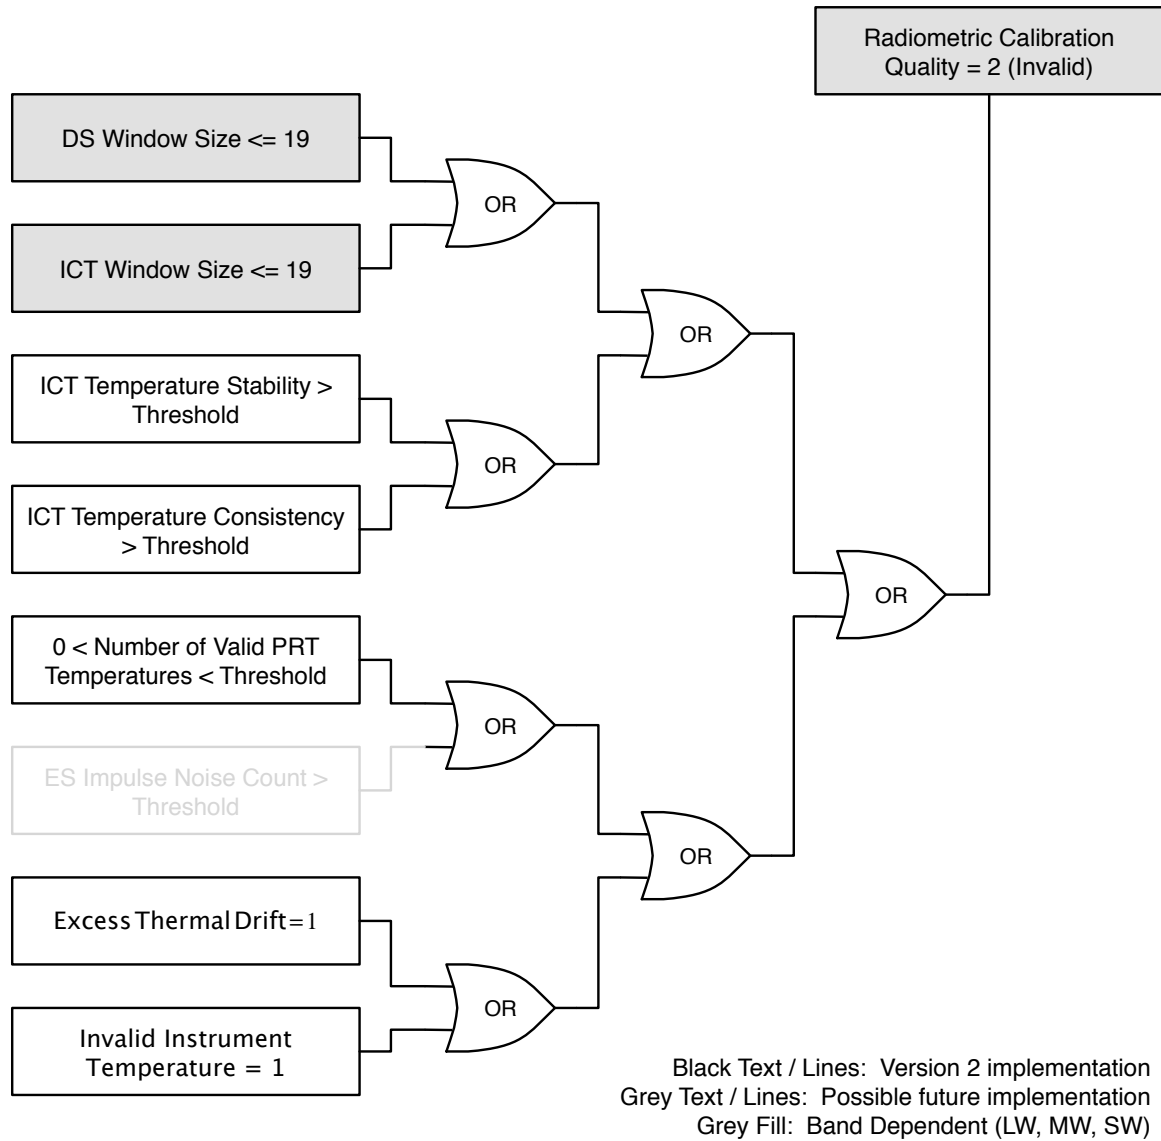 Radiometric Calibration
Quality = 2 (Invalid)
DS Window Size <= 19
OR
ICT Window Size <= 19
OR
ICT Temperature Stability >
Threshold
OR
ICT Temperature Consistency
> Threshold
OR
0 < Number of Valid PRT
Temperatures < Threshold
OR
ES Impulse Noise Count >
Threshold
OR
Excess Thermal Drift=1
OR
Invalid Instrument
Temperature = 1
Black Text / Lines: Version 2 implementation
Grey Text / Lines: Possible future implementation
Grey Fill: Band Dependent (LW, MW, SW)